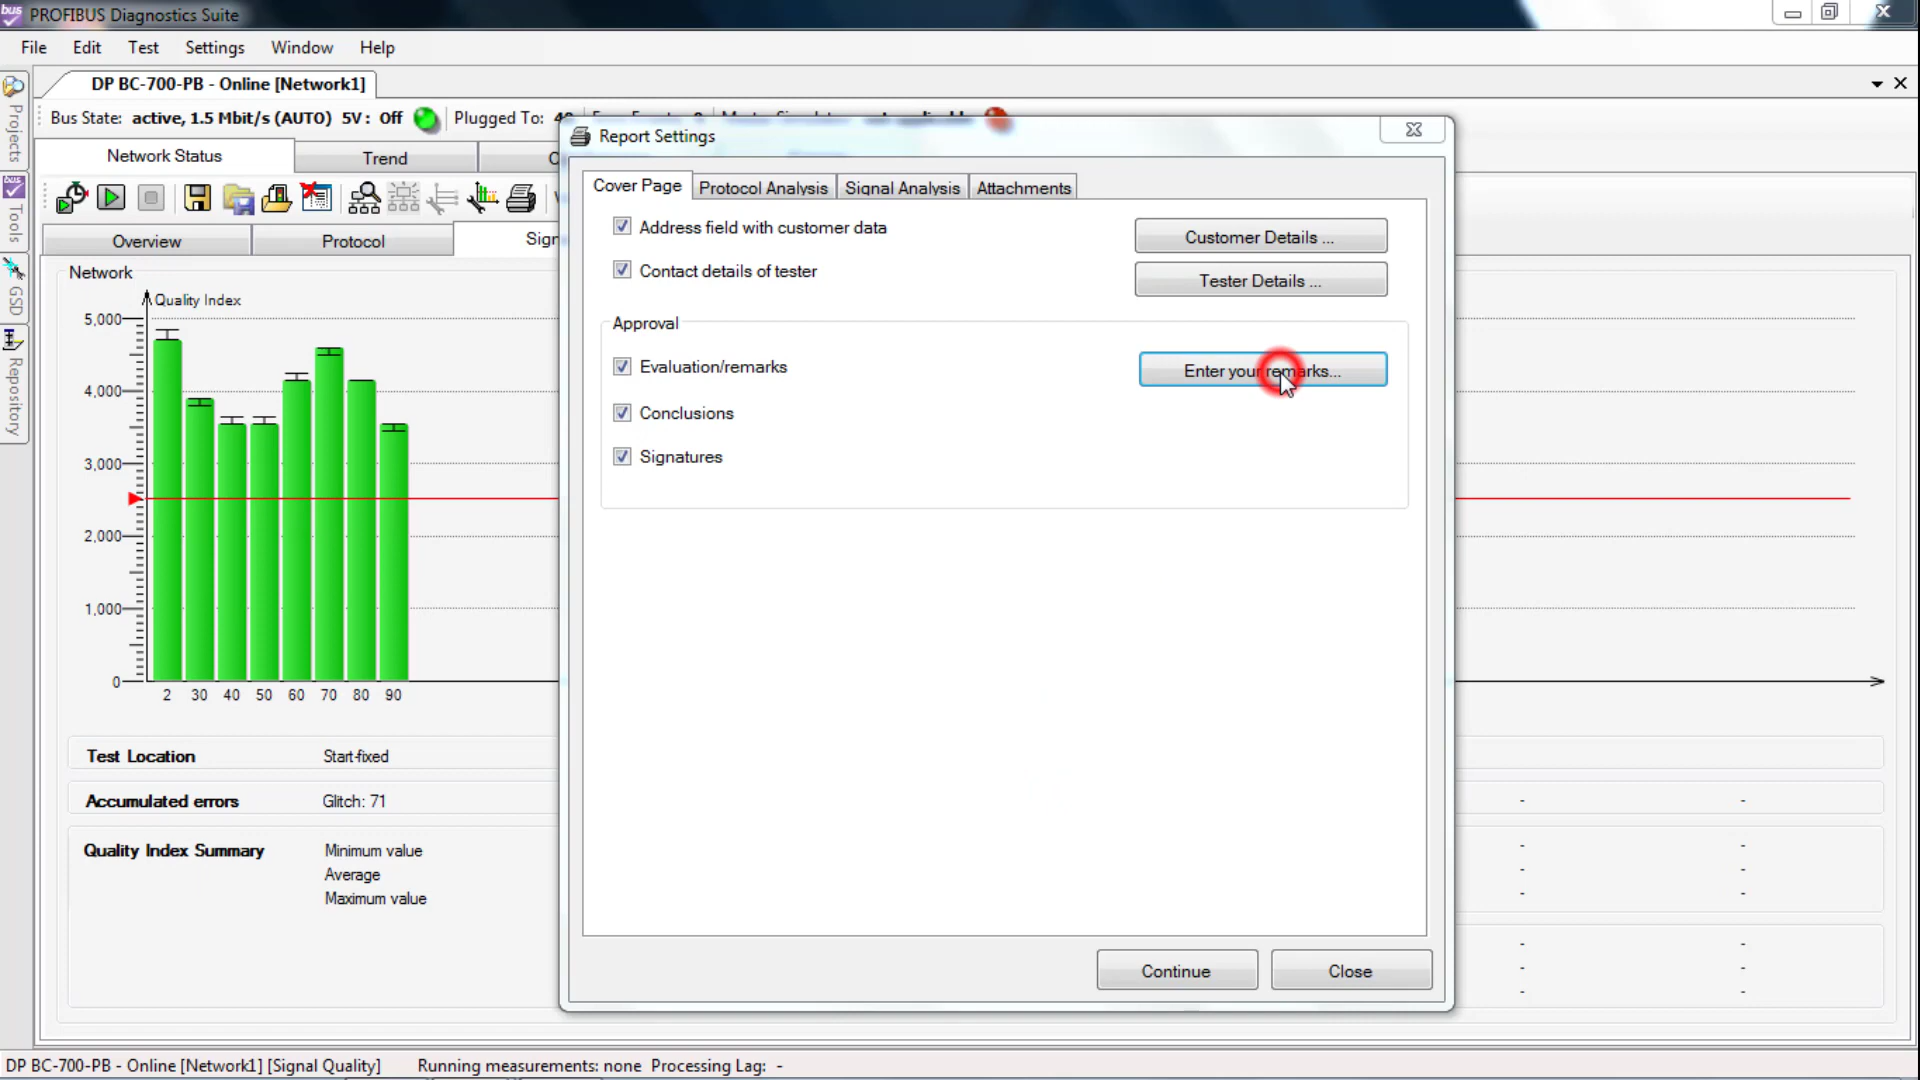 bus PROFIBUS Diagnostics Suite
File Edit Test Settings Window Help
DP BC-700-PB - Online [Network1]
Bus State: active, 1.5 Mbit/s (AUTO) 5V: Off Plugged To:
Network Status Trend
Overview Protocol
Projects
Tools
GSD
Repository
bus
Network
Quality Index
5,000
4,000
3,000
2,000
1,000
0
2 30 40 50 60 70 80 90
Test Location Start-fixed
Accumulated errors Glitch: 71
Quality Index Summary Minimum value
Average
Maximum value
- -
- -
- -
- -
- -
- -
- -
Report Settings
Cover Page Protocol Analysis Signal Analysis Attachments
Address field with customer data Customer Details ...
Contact details of tester Tester Details ...
Approval
Evaluation/remarks Enter your remarks...
Conclusions
Signatures
Continue Close
DP BC-700-PB - Online [Network1] [Signal Quality] Running measurements: none Processing Lag: -